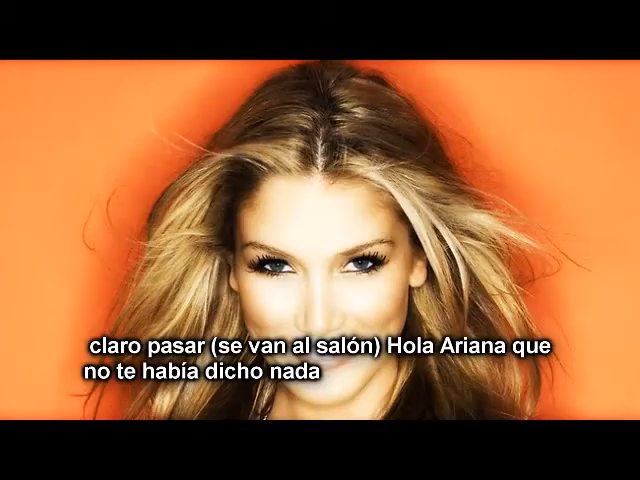 claro pasar (se van al salón) Hola Ariana que
no te había dicho nada